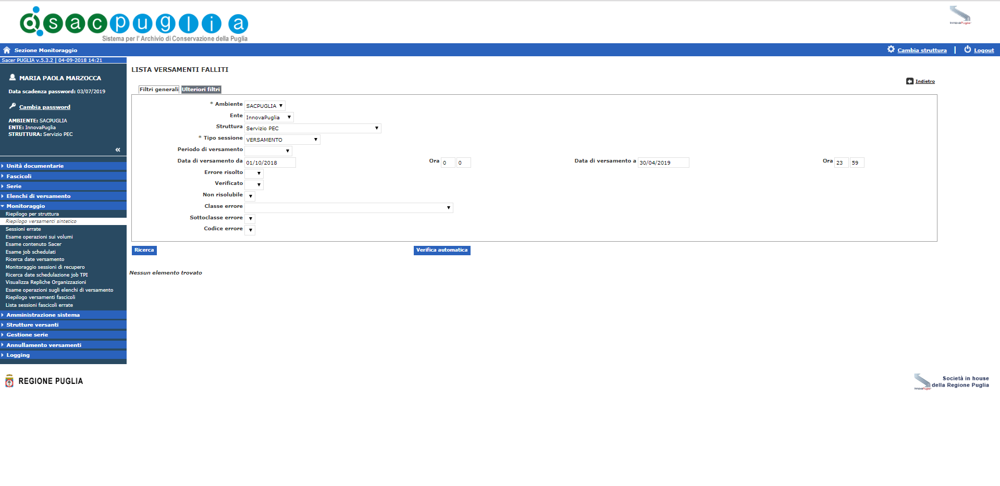 sacpuglia
Sistema per l'Archivio di Conservazione della Puglia
InnovaPuglia
Sezione Monitoraggio
Cambia struttura | Logout
Sacer PUGLIA v.5.3.2 | 04-09-2018 14:21
MARIA PAOLA MARZOCCA
Data scadenza password: 03/07/2019
Cambia password
AMBIENTE: SACPUGLIA
ENTE: InnovaPuglia
STRUTTURA: Servizio PEC
«
Unità documentarie
Fascicoli
Serie
Elenchi di versamento
Monitoraggio
Riepilogo per struttura
Riepilogo versamenti sintetico
Sessioni errate
Esame operazioni sui volumi
Esame contenuto Sacer
Esame job schedulati
Ricerca date versamento
Monitoraggio sessioni di recupero
Ricerca date schedulazione job TPI
Visualizza Repliche Organizzazioni
Esame operazioni sugli elenchi di versamento
Riepilogo versamenti fascicoli
Lista sessioni fascicoli errate
Amministrazione sistema
Strutture versanti
Gestione serie
Annullamento versamenti
Logging
LISTA VERSAMENTI FALLITI
Indietro
Filtri generali Ulteriori filtri
* Ambiente SACPUGLIA
Ente InnovaPuglia
Struttura Servizio PEC
* Tipo sessione VERSAMENTO
Periodo di versamento
Data di versamento da 01/10/2018 Ora 0 0 Data di versamento a 30/04/2019 Ora 23 59
Errore risolto
Verificato
Non risolubile
Classe errore
Sottoclasse errore
Codice errore
Ricerca Verifica automatica
Nessun elemento trovato
REGIONE PUGLIA
InnovaPuglia
Società in house
della Regione Puglia